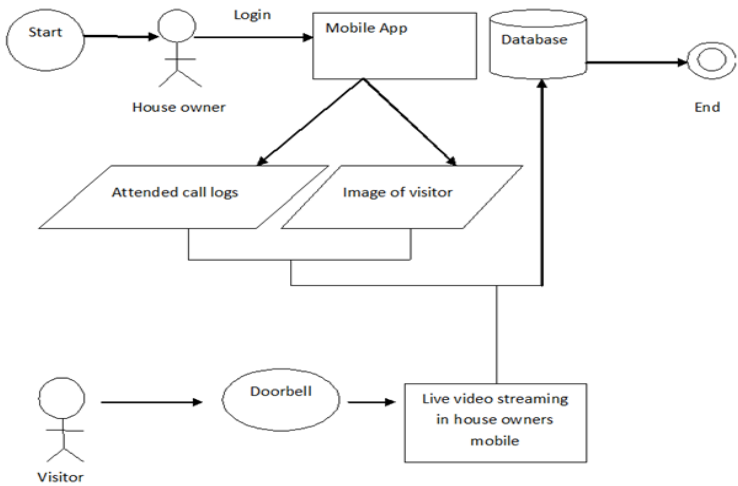 Start
Login
Mobile App
Database
House owner
End
Attended call logs
Image of visitor
Doorbell
Live video streaming
in house owners
mobile
Visitor